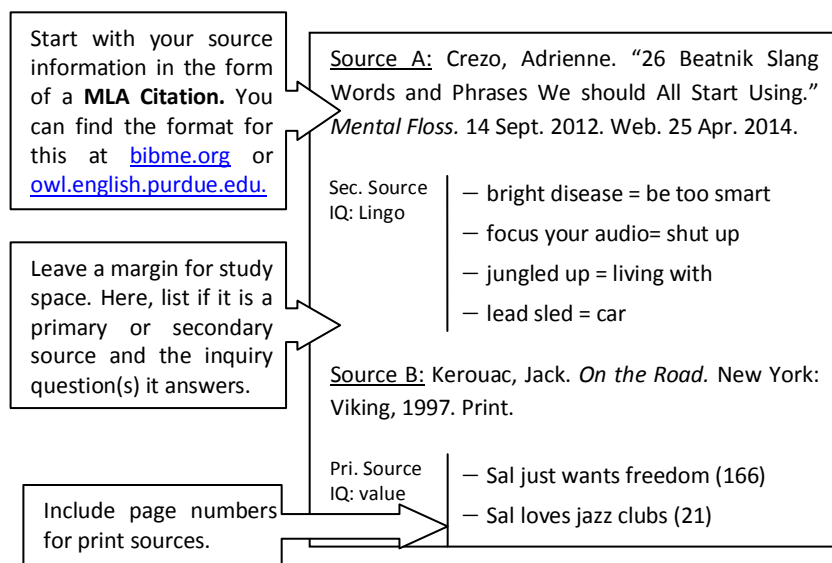 Start with your source
information in the form
of a MLA Citation. You
can find the format for
this at bibme.org or
owl.english.purdue.edu.
Leave a margin for study
space. Here, list if it is a
primary or secondary
source and the inquiry
question(s) it answers.
Include page numbers
for print sources.
Source A: Crezo, Adrienne. “26 Beatnik Slang
Words and Phrases We should All Start Using.”
Mental Floss. 14 Sept. 2012. Web. 25 Apr. 2014.
Sec. Source
IQ: Lingo
— bright disease = be too smart
— focus your audio= shut up
— jungled up = living with
— lead sled = car
Source B: Kerouac, Jack. On the Road. New York:
Viking, 1997. Print.
Pri. Source
IQ: value
— Sal just wants freedom (166)
— Sal loves jazz clubs (21)